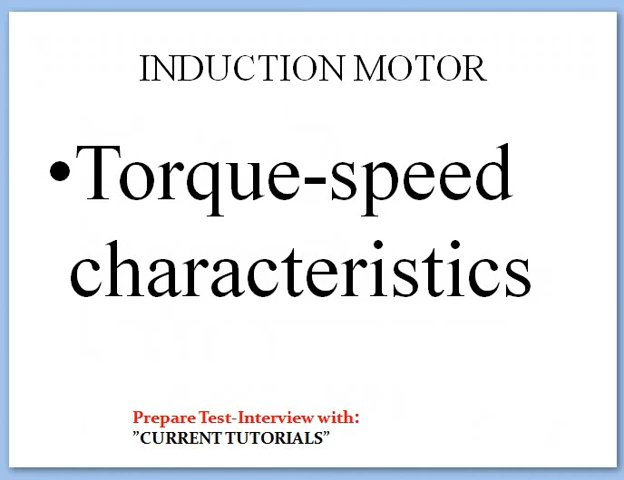 INDUCTION MOTOR
•Torque-speed
characteristics
Prepare Test-Interview with:
”CURRENT TUTORIALS”